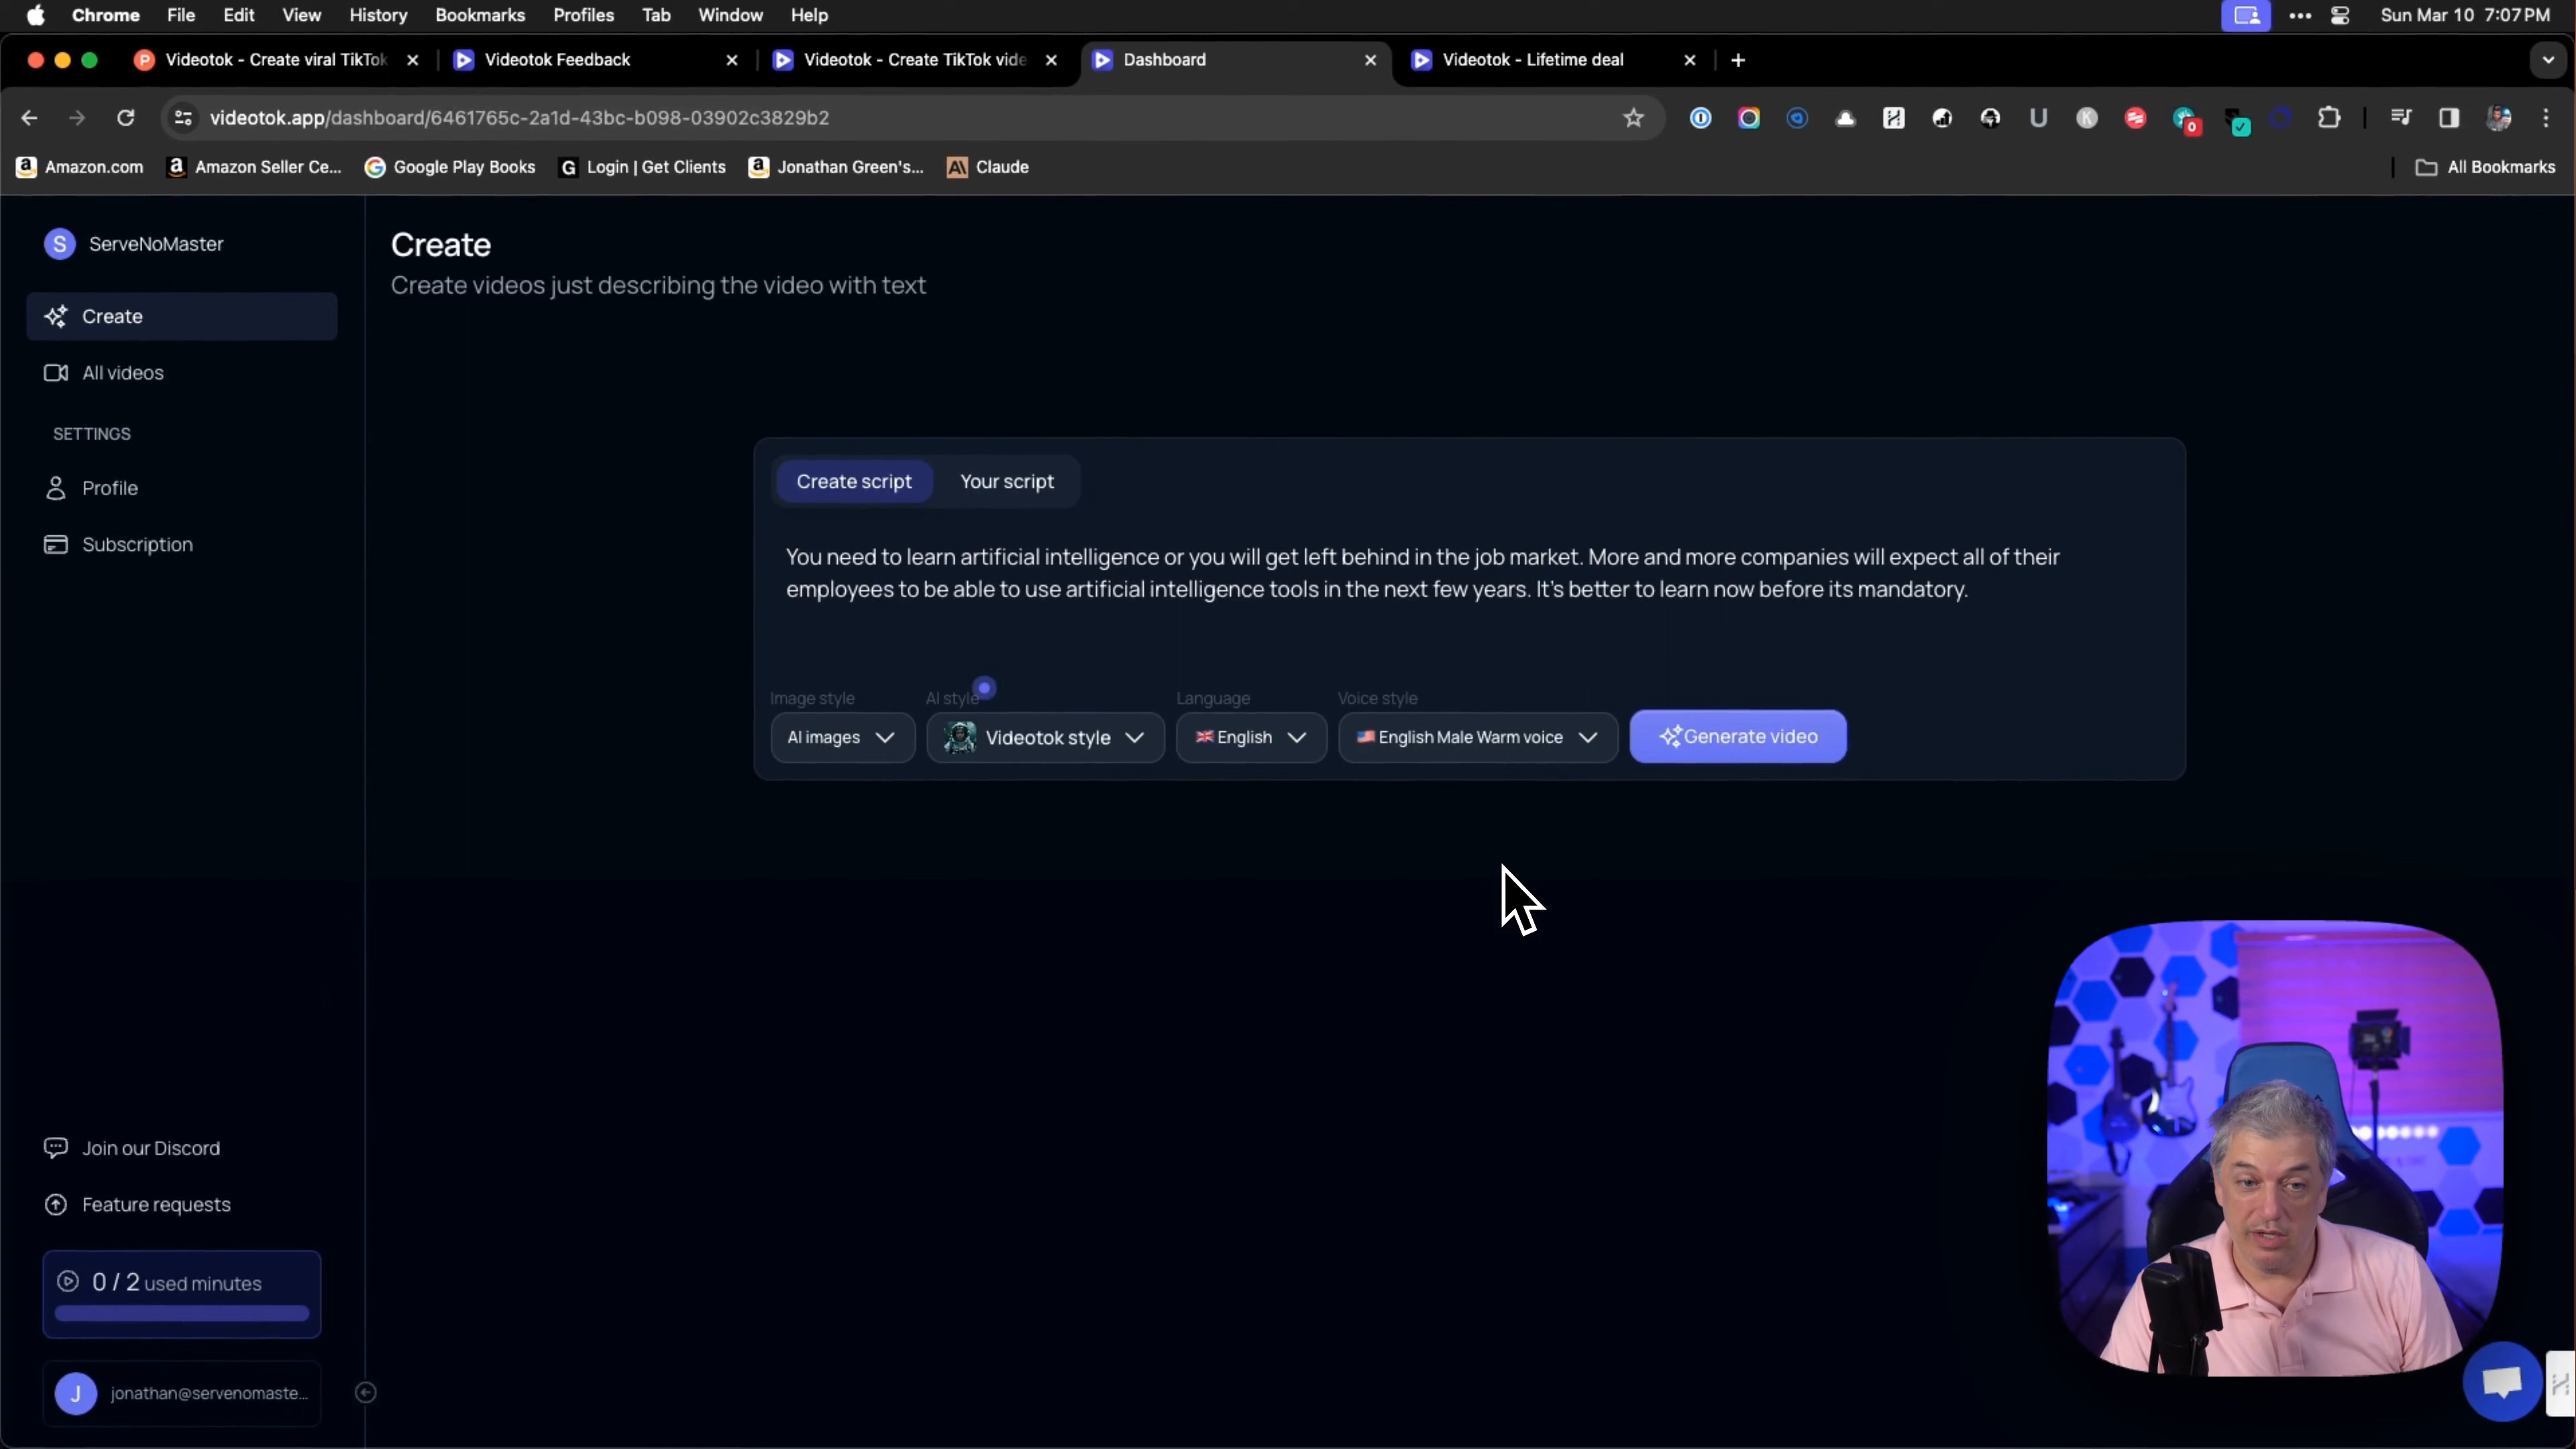 Chrome File Edit View History Bookmarks Profiles Tab Window Help
Sun Mar 10 7:07 PM
Videotok - Create viral TikTok
Videotok Feedback
Videotok - Create TikTok vide
Dashboard
Videotok - Lifetime deal
videotok.app/dashboard/6461765c-2a1d-43bc-b098-03902c3829b2
Amazon.com
Amazon Seller Ce...
Google Play Books
Login | Get Clients
Jonathan Green's...
Claude
All Bookmarks
S ServeNoMaster
Create
All videos
SETTINGS
Profile
Subscription
Create
Create videos just describing the video with text
Create script
Your script
You need to learn artificial intelligence or you will get left behind in the job market. More and more companies will expect all of their
employees to be able to use artificial intelligence tools in the next few years. It's better to learn now before its mandatory.
Image style
AI style
Language
Voice style
AI images
Videotok style
English
English Male Warm voice
Generate video
Join our Discord
Feature requests
0 / 2 used minutes
J jonathan@servenomaste...